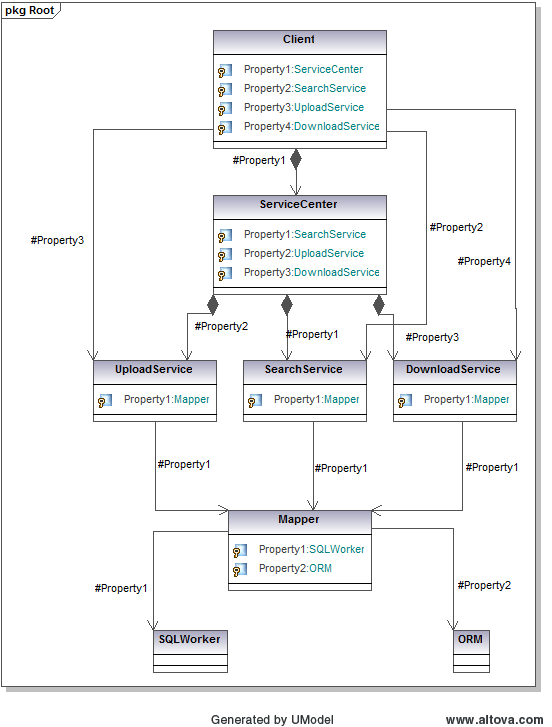 pkg Root
Client
Property1:ServiceCenter
Property2:SearchService
Property3:UploadService
Property4:DownloadService
#Property1
#Property2
#Property3
#Property4
ServiceCenter
Property1:SearchService
Property2:UploadService
Property3:DownloadService
#Property2
#Property1
#Property3
UploadService
Property1:Mapper
SearchService
Property1:Mapper
DownloadService
Property1:Mapper
#Property1
#Property1
#Property1
Mapper
Property1:SQLWorker
Property2:ORM
#Property1
#Property2
SQLWorker
ORM
Generated by UModel
www.altova.com